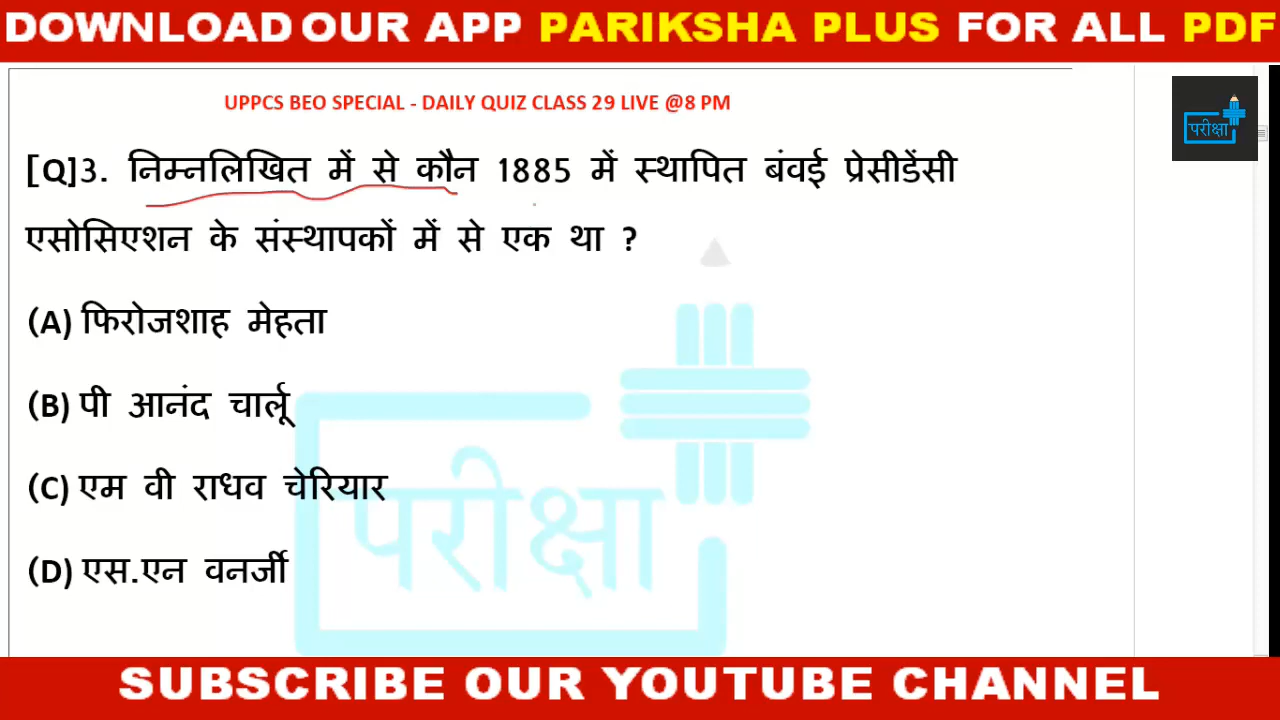 DOWNLOAD OUR APP PARIKSHA PLUS FOR ALL PDF
UPPCS BEO SPECIAL - DAILY QUIZ CLASS 29 LIVE @8 PM
परीक्षा
[Q]3. निम्नलिखित में से कौन 1885 में स्थापित बंवई प्रेसीडेंसी
एसोसिएशन के संस्थापकों में से एक था ?
(A) फिरोजशाह मेहता
(B) पी आनंद चार्लू
(C) एम वी राधव चेरियार
(D) एस.एन वनर्जी
परीक्षा
SUBSCRIBE OUR YOUTUBE CHANNEL